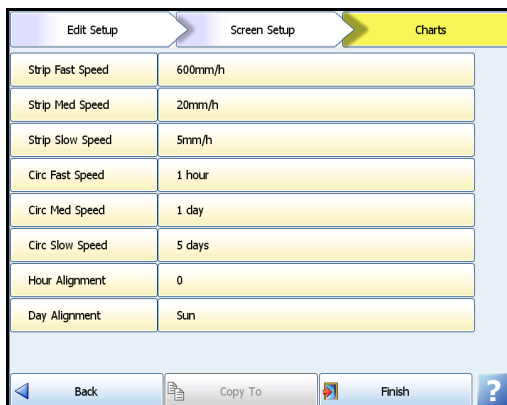 Edit Setup Screen Setup Charts
Strip Fast Speed 600mm/h
Strip Med Speed 20mm/h
Strip Slow Speed 5mm/h
Circ Fast Speed 1 hour
Circ Med Speed 1 day
Circ Slow Speed 5 days
Hour Alignment 0
Day Alignment Sun
Back Copy To Finish ?